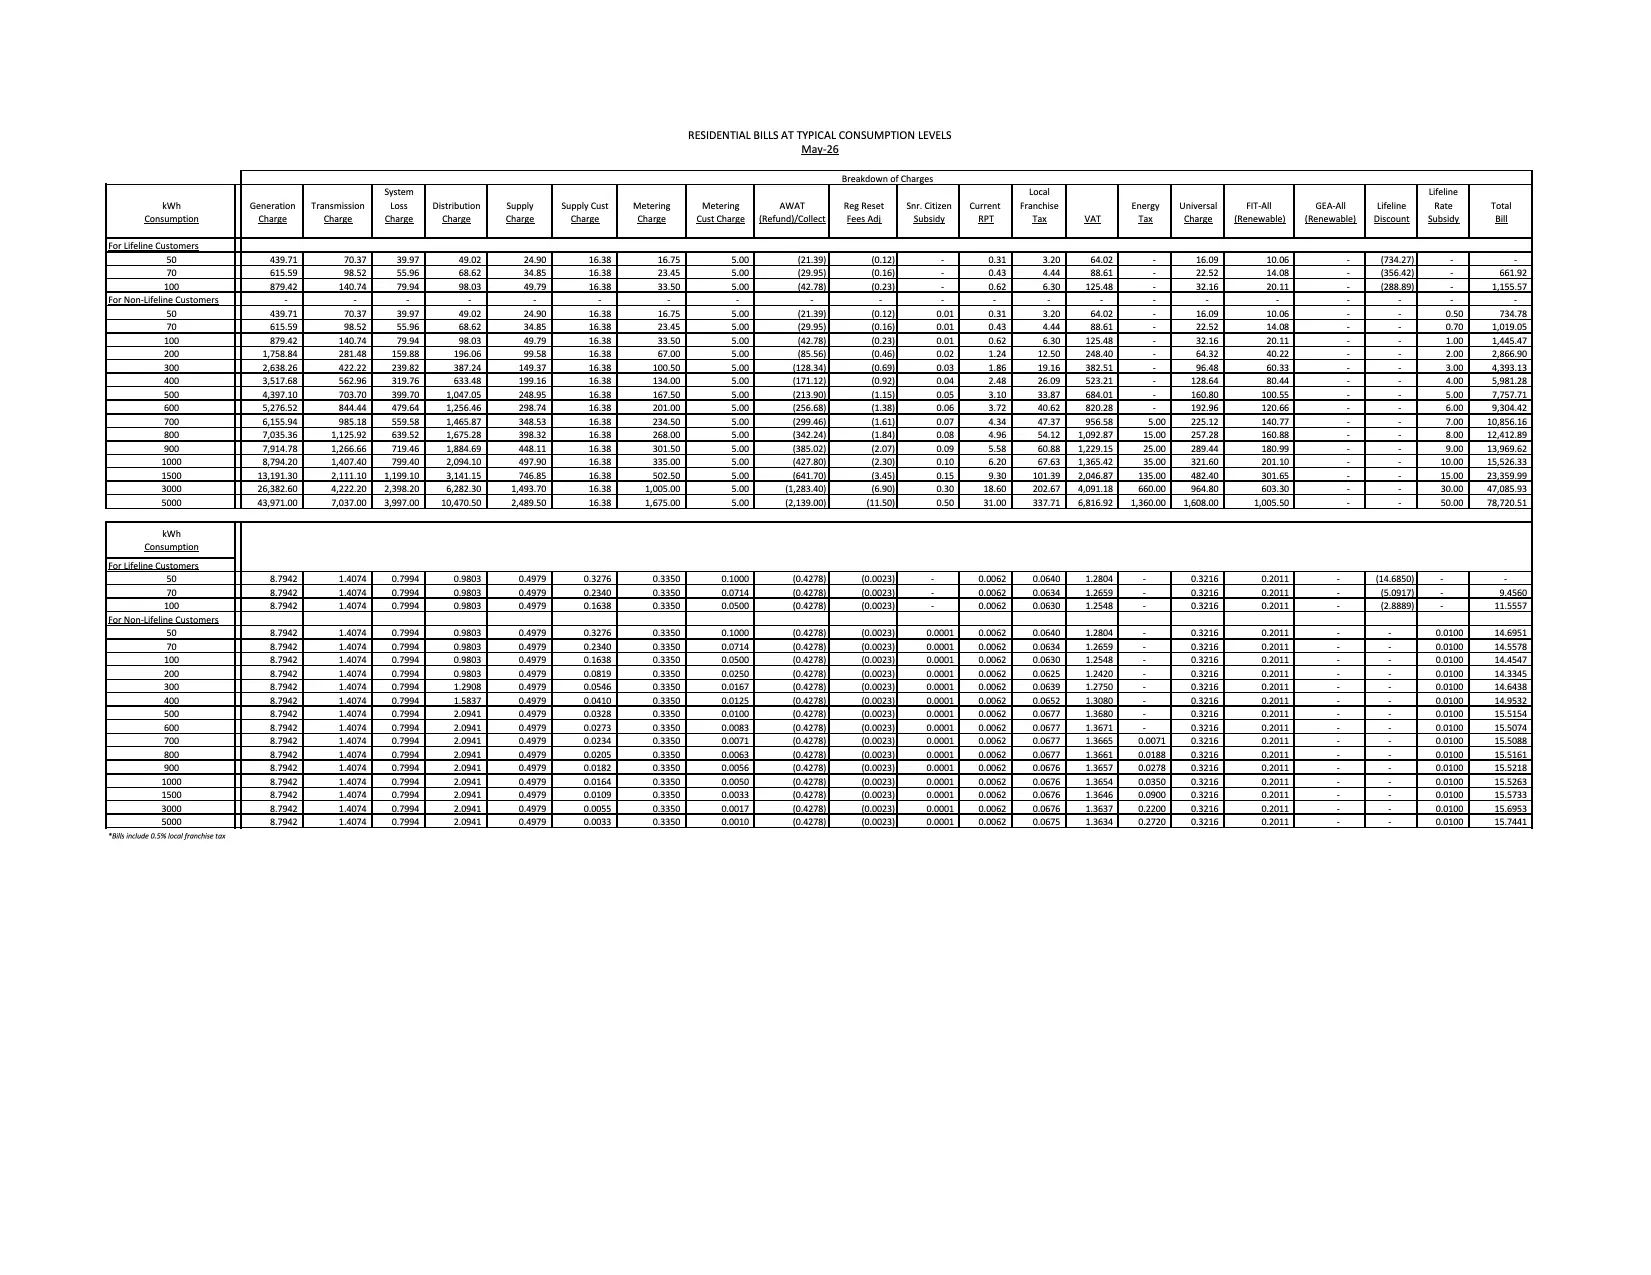 RESIDENTIAL BILLS AT TYPICAL CONSUMPTION LEVELS
May-26
Breakdown of Charges
kWh Consumption Generation Charge Transmission Charge System Loss Charge Distribution Charge Supply Charge Supply Cust Charge Metering Charge Metering Cust Charge AWAT (Refund)/Collect Reg Reset Fees Adj Snr. Citizen Subsidy Current RPT Local Franchise Tax VAT Energy Tax Universal Charge FIT-All (Renewable) GEA-All (Renewable) Lifeline Discount Lifeline Rate Subsidy Total Bill
For Lifeline Customers
50 439.71 70.37 39.97 49.02 24.90 16.38 16.75 5.00 (21.39) (0.12) - 0.31 3.20 64.02 - 16.09 10.06 - (734.27) - -
70 615.59 98.52 55.96 68.62 34.85 16.38 23.45 5.00 (29.95) (0.16) - 0.43 4.44 88.61 - 22.52 14.08 - (356.42) - 661.92
100 879.42 140.74 79.94 98.03 49.79 16.38 33.50 5.00 (42.78) (0.23) - 0.62 6.30 125.48 - 32.16 20.11 - (288.89) - 1,155.57
For Non-Lifeline Customers - - - - - - - - - - - - - - - - - - - - -
50 439.71 70.37 39.97 49.02 24.90 16.38 16.75 5.00 (21.39) (0.12) 0.01 0.31 3.20 64.02 - 16.09 10.06 - - 0.50 734.78
70 615.59 98.52 55.96 68.62 34.85 16.38 23.45 5.00 (29.95) (0.16) 0.01 0.43 4.44 88.61 - 22.52 14.08 - - 0.70 1,019.05
100 879.42 140.74 79.94 98.03 49.79 16.38 33.50 5.00 (42.78) (0.23) 0.01 0.62 6.30 125.48 - 32.16 20.11 - - 1.00 1,445.47
200 1,758.84 281.48 159.88 196.06 99.58 16.38 67.00 5.00 (85.56) (0.46) 0.02 1.24 12.50 248.40 - 64.32 40.22 - - 2.00 2,866.90
300 2,638.26 422.22 239.82 387.24 149.37 16.38 100.50 5.00 (128.34) (0.69) 0.03 1.86 19.16 382.51 - 96.48 60.33 - - 3.00 4,393.13
400 3,517.68 562.96 319.76 633.48 199.16 16.38 134.00 5.00 (171.12) (0.92) 0.04 2.48 26.09 523.21 - 128.64 80.44 - - 4.00 5,981.28
500 4,397.10 703.70 399.70 1,047.05 248.95 16.38 167.50 5.00 (213.90) (1.15) 0.05 3.10 33.87 684.01 - 160.80 100.55 - - 5.00 7,757.71
600 5,276.52 844.44 479.64 1,256.46 298.74 16.38 201.00 5.00 (256.68) (1.38) 0.06 3.72 40.62 820.28 - 192.96 120.66 - - 6.00 9,304.42
700 6,155.94 985.18 559.58 1,465.87 348.53 16.38 234.50 5.00 (299.46) (1.61) 0.07 4.34 47.37 956.58 5.00 225.12 140.77 - - 7.00 10,856.16
800 7,035.36 1,125.92 639.52 1,675.28 398.32 16.38 268.00 5.00 (342.24) (1.84) 0.08 4.96 54.12 1,092.87 15.00 257.28 160.88 - - 8.00 12,412.89
900 7,914.78 1,266.66 719.46 1,884.69 448.11 16.38 301.50 5.00 (385.02) (2.07) 0.09 5.58 60.88 1,229.15 25.00 289.44 180.99 - - 9.00 13,969.62
1000 8,794.20 1,407.40 799.40 2,094.10 497.90 16.38 335.00 5.00 (427.80) (2.30) 0.10 6.20 67.63 1,365.42 35.00 321.60 201.10 - - 10.00 15,526.33
1500 13,191.30 2,111.10 1,199.10 3,141.15 746.85 16.38 502.50 5.00 (641.70) (3.45) 0.15 9.30 101.39 2,046.87 135.00 482.40 301.65 - - 15.00 23,359.99
3000 26,382.60 4,222.20 2,398.20 6,282.30 1,493.70 16.38 1,005.00 5.00 (1,283.40) (6.90) 0.30 18.60 202.67 4,091.18 660.00 964.80 603.30 - - 30.00 47,085.93
5000 43,971.00 7,037.00 3,997.00 10,470.50 2,489.50 16.38 1,675.00 5.00 (2,139.00) (11.50) 0.50 31.00 337.71 6,816.92 1,360.00 1,608.00 1,005.50 - - 50.00 78,720.51
kWh
Consumption
For Lifeline Customers
50 8.7942 1.4074 0.7994 0.9803 0.4979 0.3276 0.3350 0.1000 (0.4278) (0.0023) - 0.0062 0.0640 1.2804 - 0.3216 0.2011 - (14.6850) - -
70 8.7942 1.4074 0.7994 0.9803 0.4979 0.2340 0.3350 0.0714 (0.4278) (0.0023) - 0.0062 0.0634 1.2659 - 0.3216 0.2011 - (5.0917) - 9.4560
100 8.7942 1.4074 0.7994 0.9803 0.4979 0.1638 0.3350 0.0500 (0.4278) (0.0023) - 0.0062 0.0630 1.2548 - 0.3216 0.2011 - (2.8889) - 11.5557
For Non-Lifeline Customers
50 8.7942 1.4074 0.7994 0.9803 0.4979 0.3276 0.3350 0.1000 (0.4278) (0.0023) 0.0001 0.0062 0.0640 1.2804 - 0.3216 0.2011 - - 0.0100 14.6951
70 8.7942 1.4074 0.7994 0.9803 0.4979 0.2340 0.3350 0.0714 (0.4278) (0.0023) 0.0001 0.0062 0.0634 1.2659 - 0.3216 0.2011 - - 0.0100 14.5578
100 8.7942 1.4074 0.7994 0.9803 0.4979 0.1638 0.3350 0.0500 (0.4278) (0.0023) 0.0001 0.0062 0.0630 1.2548 - 0.3216 0.2011 - - 0.0100 14.4547
200 8.7942 1.4074 0.7994 0.9803 0.4979 0.0819 0.3350 0.0250 (0.4278) (0.0023) 0.0001 0.0062 0.0625 1.2420 - 0.3216 0.2011 - - 0.0100 14.3345
300 8.7942 1.4074 0.7994 1.2908 0.4979 0.0546 0.3350 0.0167 (0.4278) (0.0023) 0.0001 0.0062 0.0639 1.2750 - 0.3216 0.2011 - - 0.0100 14.6438
400 8.7942 1.4074 0.7994 1.5837 0.4979 0.0410 0.3350 0.0125 (0.4278) (0.0023) 0.0001 0.0062 0.0652 1.3080 - 0.3216 0.2011 - - 0.0100 14.9532
500 8.7942 1.4074 0.7994 2.0941 0.4979 0.0328 0.3350 0.0100 (0.4278) (0.0023) 0.0001 0.0062 0.0677 1.3680 - 0.3216 0.2011 - - 0.0100 15.5154
600 8.7942 1.4074 0.7994 2.0941 0.4979 0.0273 0.3350 0.0083 (0.4278) (0.0023) 0.0001 0.0062 0.0677 1.3671 - 0.3216 0.2011 - - 0.0100 15.5074
700 8.7942 1.4074 0.7994 2.0941 0.4979 0.0234 0.3350 0.0071 (0.4278) (0.0023) 0.0001 0.0062 0.0677 1.3665 0.0071 0.3216 0.2011 - - 0.0100 15.5088
800 8.7942 1.4074 0.7994 2.0941 0.4979 0.0205 0.3350 0.0063 (0.4278) (0.0023) 0.0001 0.0062 0.0677 1.3661 0.0188 0.3216 0.2011 - - 0.0100 15.5161
900 8.7942 1.4074 0.7994 2.0941 0.4979 0.0182 0.3350 0.0056 (0.4278) (0.0023) 0.0001 0.0062 0.0676 1.3657 0.0278 0.3216 0.2011 - - 0.0100 15.5218
1000 8.7942 1.4074 0.7994 2.0941 0.4979 0.0164 0.3350 0.0050 (0.4278) (0.0023) 0.0001 0.0062 0.0676 1.3654 0.0350 0.3216 0.2011 - - 0.0100 15.5263
1500 8.7942 1.4074 0.7994 2.0941 0.4979 0.0109 0.3350 0.0033 (0.4278) (0.0023) 0.0001 0.0062 0.0676 1.3646 0.0900 0.3216 0.2011 - - 0.0100 15.5733
3000 8.7942 1.4074 0.7994 2.0941 0.4979 0.0055 0.3350 0.0017 (0.4278) (0.0023) 0.0001 0.0062 0.0676 1.3637 0.2200 0.3216 0.2011 - - 0.0100 15.6953
5000 8.7942 1.4074 0.7994 2.0941 0.4979 0.0033 0.3350 0.0010 (0.4278) (0.0023) 0.0001 0.0062 0.0675 1.3634 0.2720 0.3216 0.2011 - - 0.0100 15.7441
*Bills include 0.5% local franchise tax